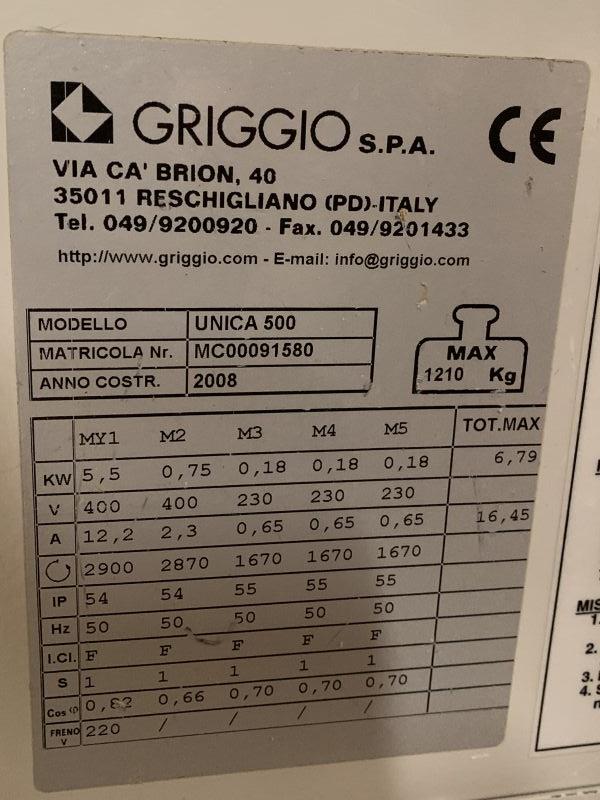 GRIGGIO S.P.A. CE
VIA CA' BRION, 40
35011 RESCHIGLIANO (PD)-ITALY
Tel. 049/9200920 - Fax. 049/9201433
http://www.griggio.com - E-mail: info@griggio.com
MODELLO UNICA 500
MATRICOLA Nr. MC00091580
ANNO COSTR. 2008
MAX
1210 Kg
MY1 M2 M3 M4 M5 TOT.MAX
KW 5,5 0,75 0,18 0,18 0,18 6,79
V 400 400 230 230 230
A 12,2 2,3 0,65 0,65 0,65 16,45
2900 2870 1670 1670 1670
IP 54 54 55 55 55
Hz 50 50 50 50 50
I.Cl. F F F F F
S 1 1 1 1 1
Cos φ 0,82 0,66 0,70 0,70 0,70
FRENO V 220 / / / /
MIS
1.
2.
3.
4.